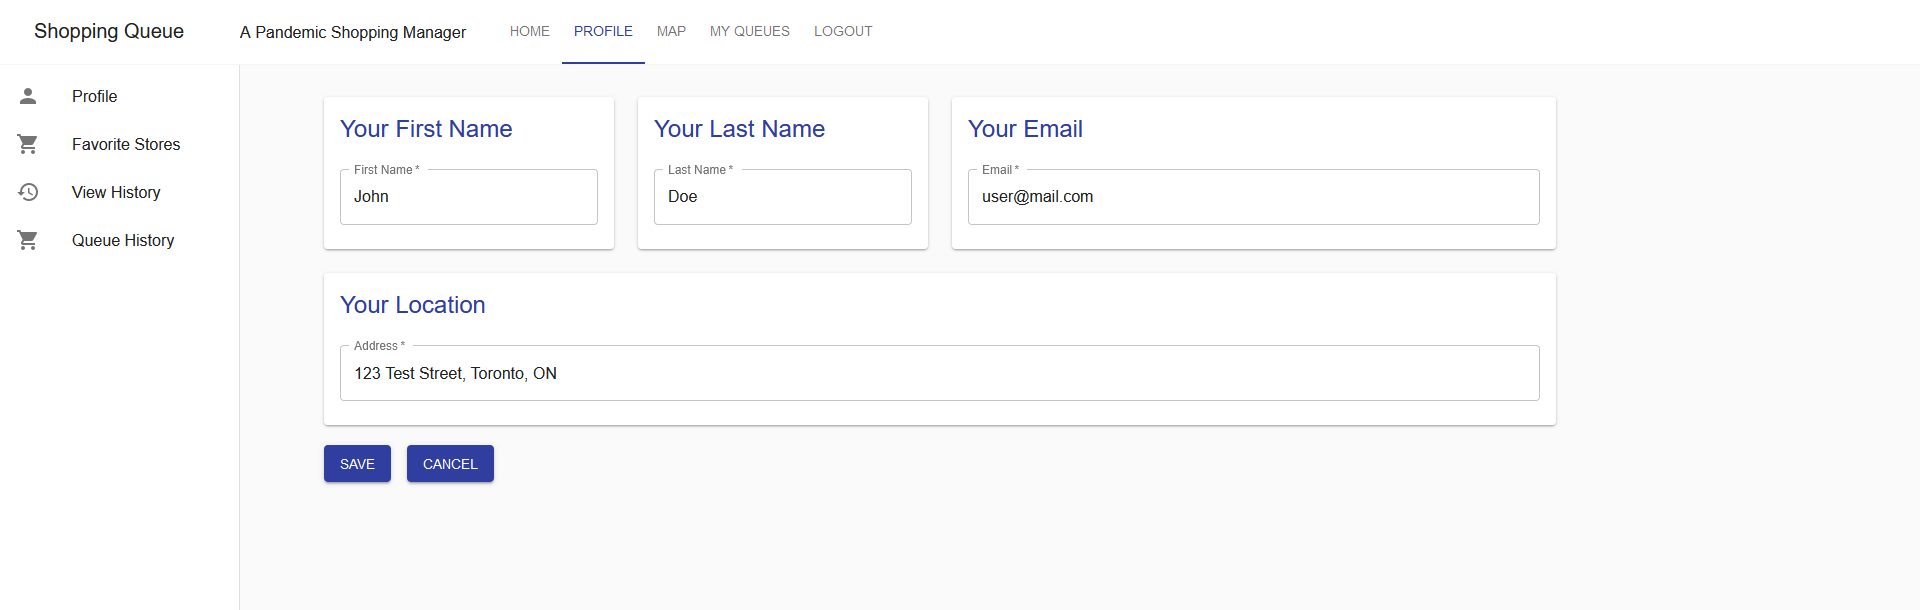 Shopping Queue
A Pandemic Shopping Manager
HOME
PROFILE
MAP
MY QUEUES
LOGOUT
Profile
Favorite Stores
View History
Queue History
Your First Name
First Name *
John
Your Last Name
Last Name *
Doe
Your Email
Email *
user@mail.com
Your Location
Address *
123 Test Street, Toronto, ON
SAVE
CANCEL